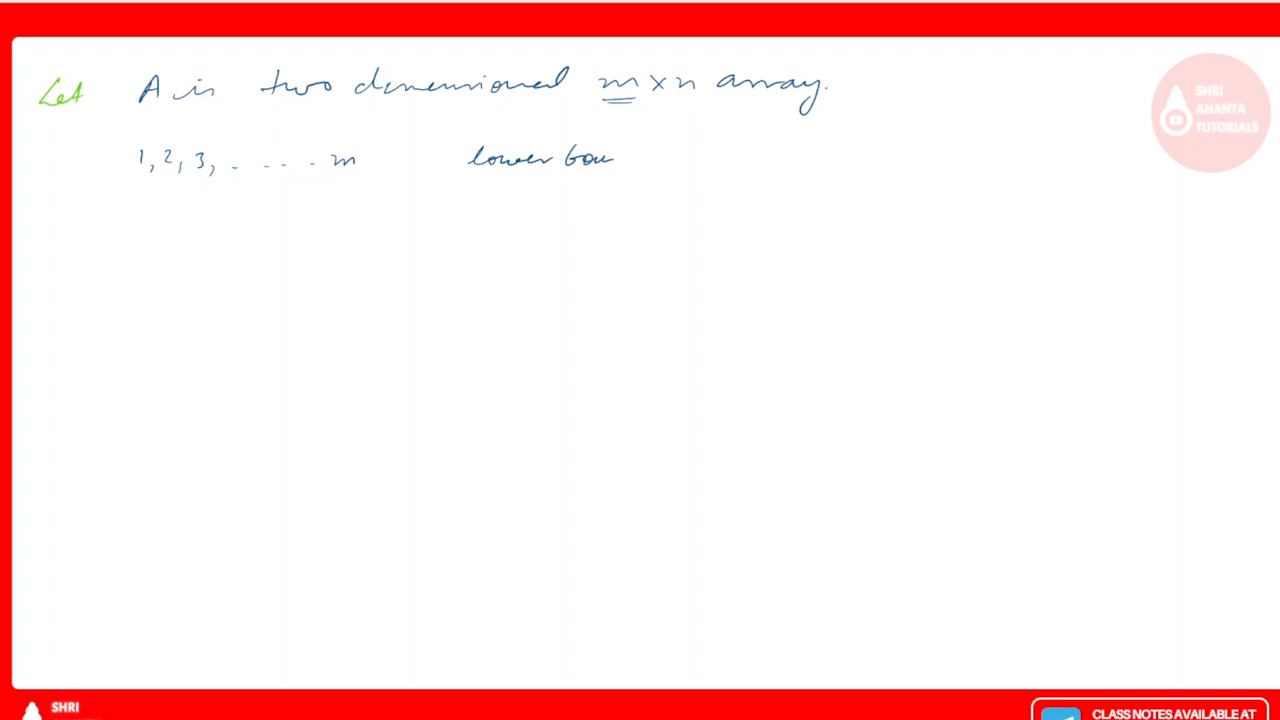 Let A is two dimensional m x n array.
1, 2, 3, . - - - . m lower bou
SHRI
ANANTA
TUTORIALS
SHRI
CLASS NOTES AVAILABLE AT